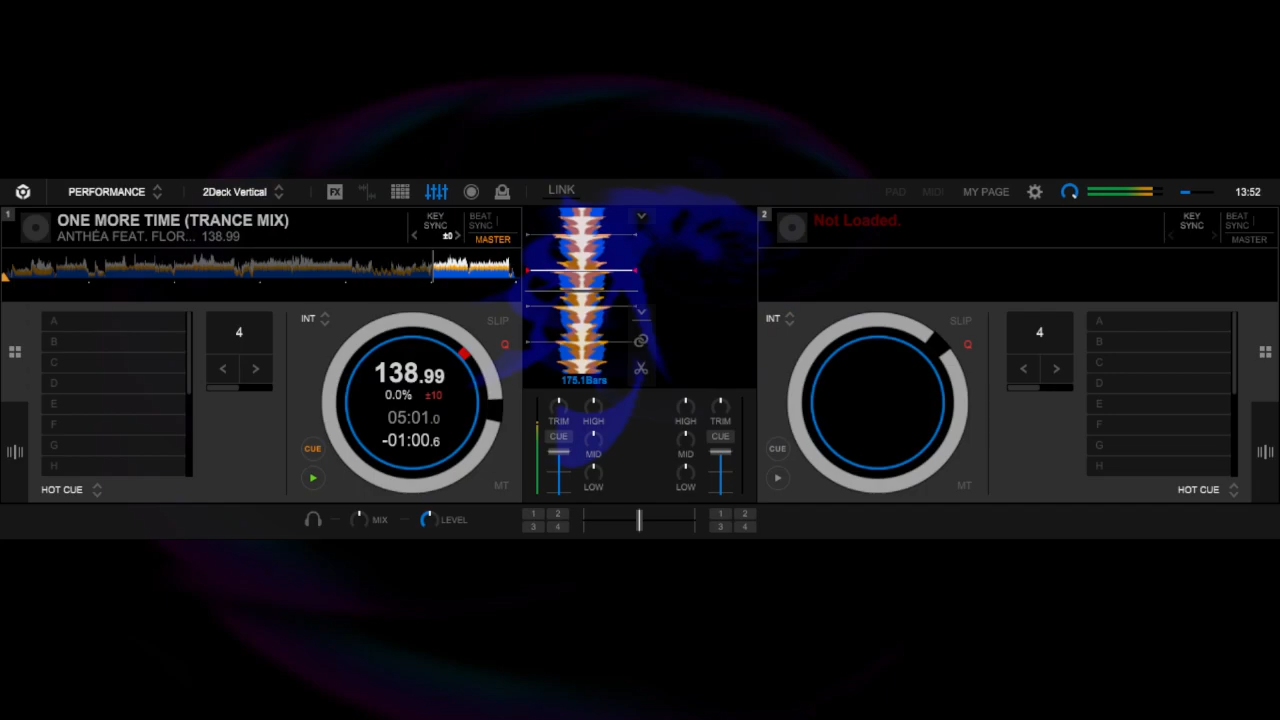 PERFORMANCE 2Deck Vertical FX LINK PAD MIDI MY PAGE 13:52
1 ONE MORE TIME (TRANCE MIX) KEY SYNC BEAT SYNC
ANTHÉA FEAT. FLOR... 138.99 ±0 MASTER
2 Not Loaded. KEY SYNC BEAT SYNC MASTER
INT SLIP
A
B
C
D
E
F
G
H
4
Q
138.99
0.0% ±10
05:01.0
-01:00.6
CUE
MT
HOT CUE
175.1Bars
TRIM HIGH HIGH TRIM
CUE CUE
MID MID
LOW LOW
INT SLIP
Q
CUE
MT
4
A
B
C
D
E
F
G
H
HOT CUE
MIX LEVEL
1 2 1 2
3 4 3 4